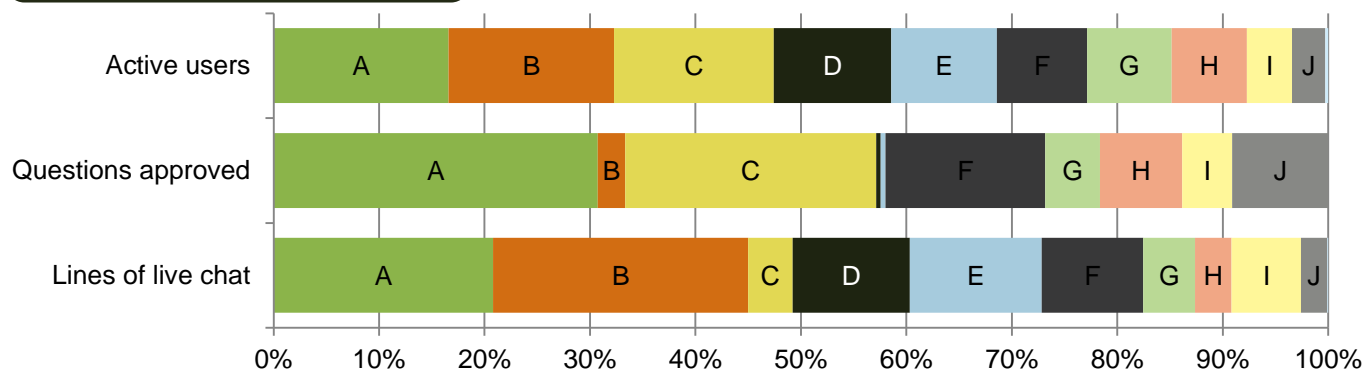 Active users
A B C D E F G H I J
Questions approved
A B C F G H I J
Lines of live chat
A B C D E F G H I J
0% 10% 20% 30% 40% 50% 60% 70% 80% 90% 100%